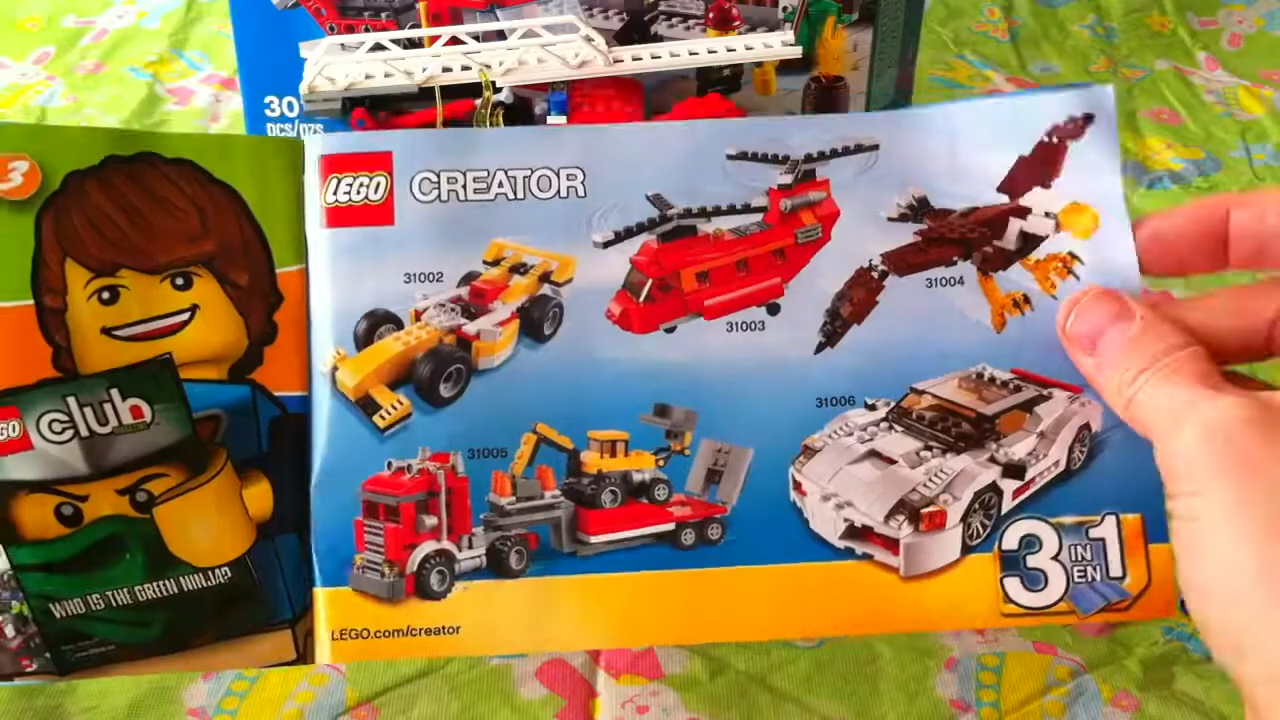 30
pcs/pzs
3
LEGO CREATOR
31002
31003
31004
31005
31006
LEGO club
WHO IS THE GREEN NINJA?
3 IN EN 1
LEGO.com/creator